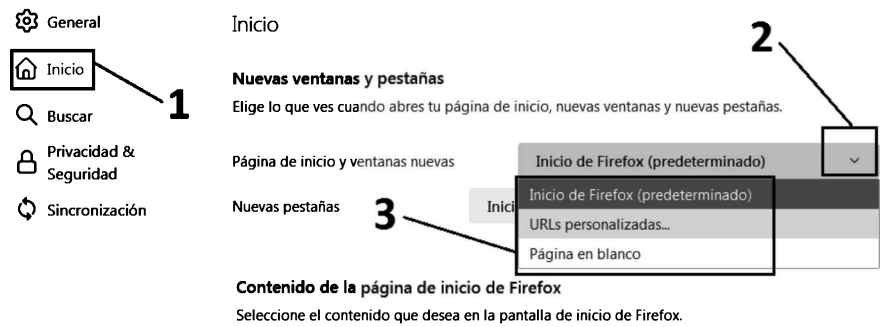 General
Inicio
Buscar
Privacidad &
Seguridad
Sincronización
1
Inicio
2
Nuevas ventanas y pestañas
Elige lo que ves cuando abres tu página de inicio, nuevas ventanas y nuevas pestañas.
Página de inicio y ventanas nuevas
Inicio de Firefox (predeterminado)
Inicio de Firefox (predeterminado)
URLs personalizadas...
Página en blanco
Nuevas pestañas
Inici
3
Contenido de la página de inicio de Firefox
Seleccione el contenido que desea en la pantalla de inicio de Firefox.